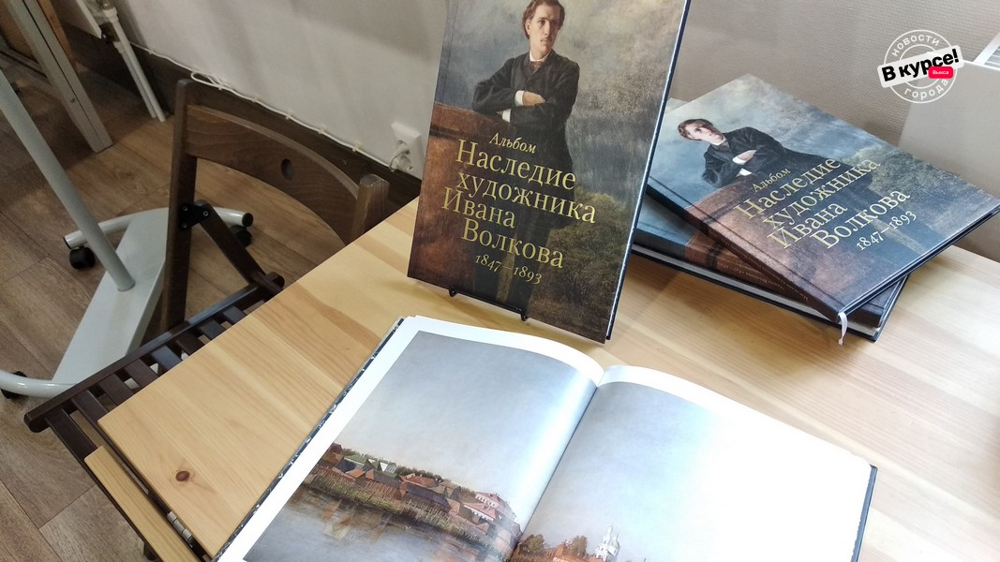 НОВОСТИ
В курсе!
Выкса
ГОРОДА
Альбом
Наследие
художника
Ивана
Волкова
1847–1893
Альбом
Наследие
художника
Ивана
Волкова
1847–1893